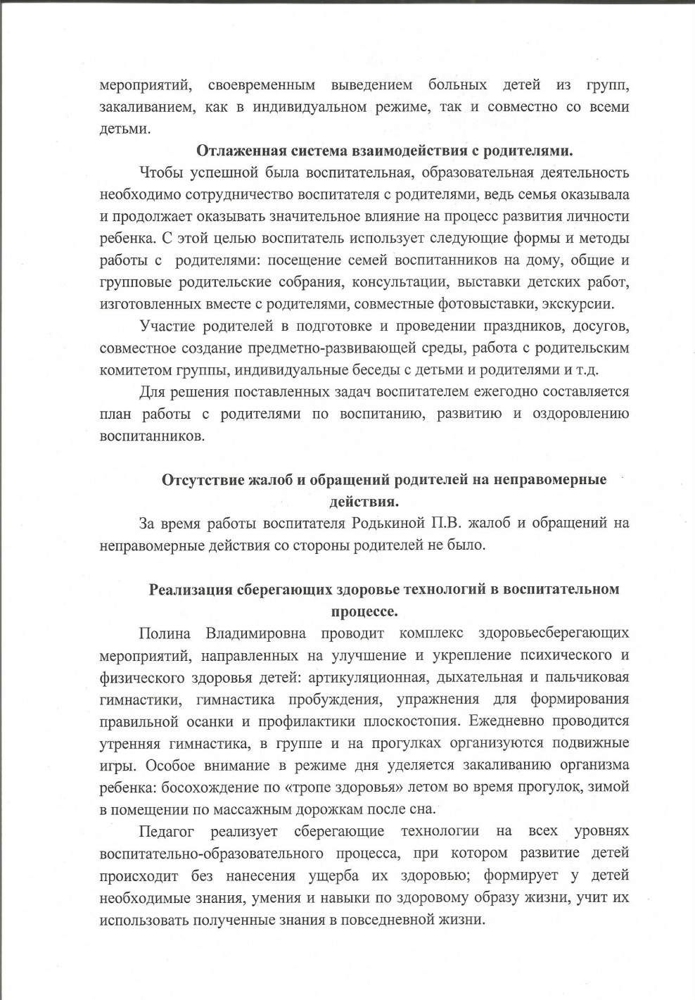 мероприятий, своевременным выведением больных детей из групп,
закаливанием, как в индивидуальном режиме, так и совместно со всеми
детьми.
Отлаженная система взаимодействия с родителями.
Чтобы успешной была воспитательная, образовательная деятельность
необходимо сотрудничество воспитателя с родителями, ведь семья оказывала
и продолжает оказывать значительное влияние на процесс развития личности
ребенка. С этой целью воспитатель использует следующие формы и методы
работы с родителями: посещение семей воспитанников на дому, общие и
групповые родительские собрания, консультации, выставки детских работ,
изготовленных вместе с родителями, совместные фотовыставки, экскурсии.
Участие родителей в подготовке и проведении праздников, досугов,
совместное создание предметно-развивающей среды, работа с родительским
комитетом группы, индивидуальные беседы с детьми и родителями и т.д.
Для решения поставленных задач воспитателем ежегодно составляется
план работы с родителями по воспитанию, развитию и оздоровлению
воспитанников.
Отсутствие жалоб и обращений родителей на неправомерные
действия.
За время работы воспитателя Родькиной П.В. жалоб и обращений на
неправомерные действия со стороны родителей не было.
Реализация сберегающих здоровье технологий в воспитательном
процессе.
Полина Владимировна проводит комплекс здоровьесберегающих
мероприятий, направленных на улучшение и укрепление психического и
физического здоровья детей: артикуляционная, дыхательная и пальчиковая
гимнастики, гимнастика пробуждения, упражнения для формирования
правильной осанки и профилактики плоскостопия. Ежедневно проводится
утренняя гимнастика, в группе и на прогулках организуются подвижные
игры. Особое внимание в режиме дня уделяется закаливанию организма
ребенка: босохождение по «тропе здоровья» летом во время прогулок, зимой
в помещении по массажным дорожкам после сна.
Педагог реализует сберегающие технологии на всех уровнях
воспитательно-образовательного процесса, при котором развитие детей
происходит без нанесения ущерба их здоровью; формирует у детей
необходимые знания, умения и навыки по здоровому образу жизни, учит их
использовать полученные знания в повседневной жизни.